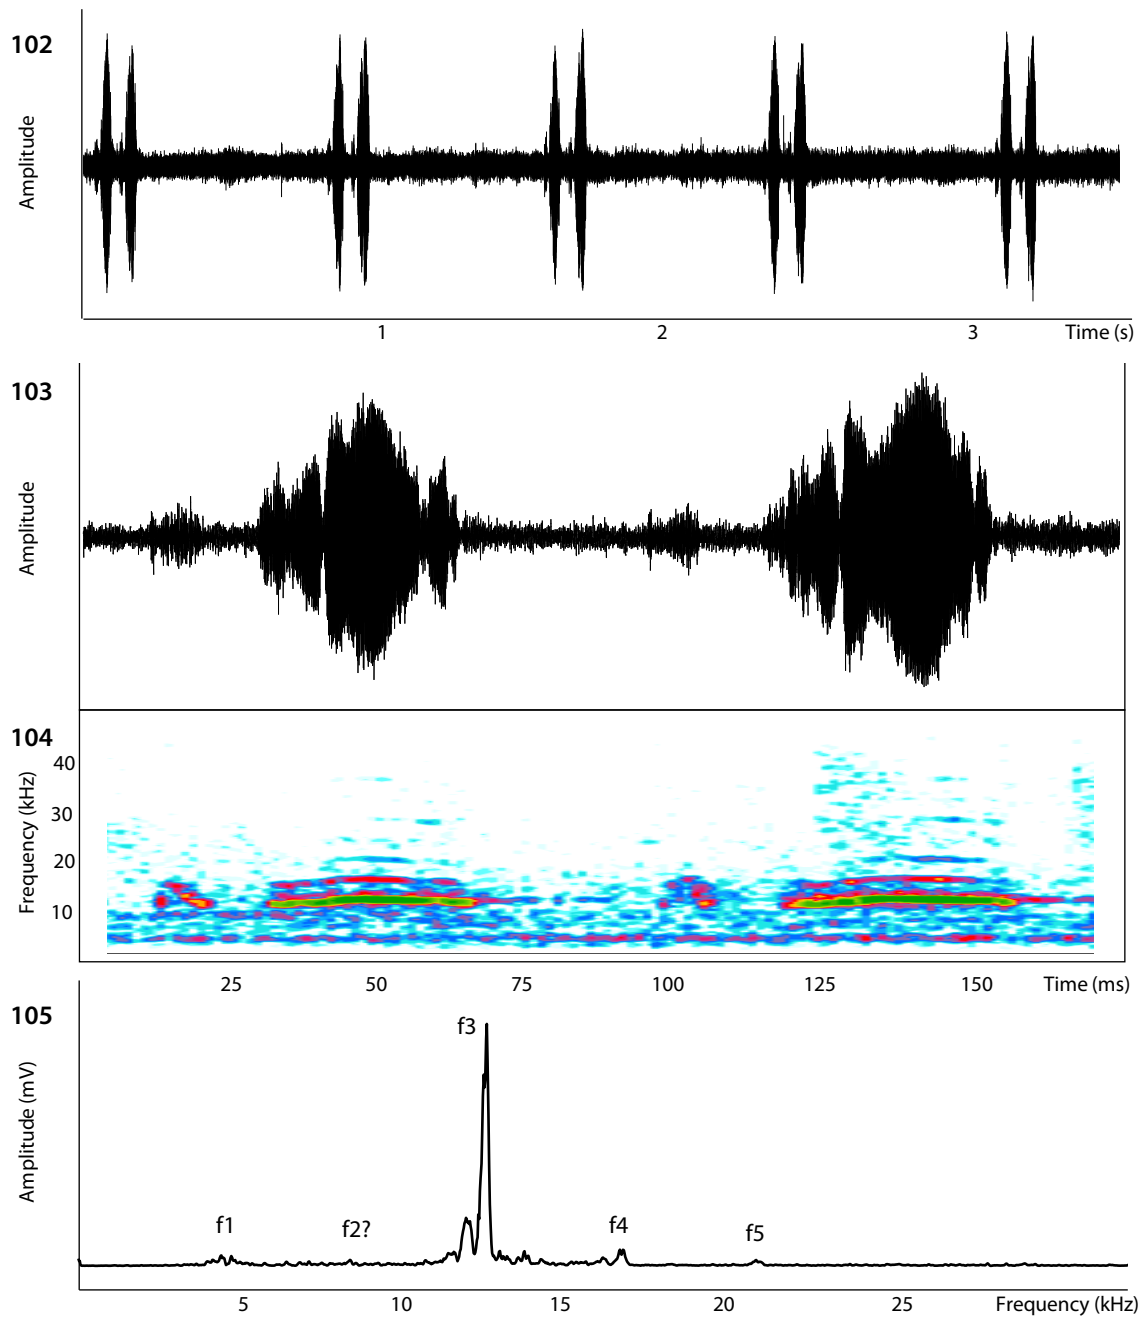 102
Amplitude
1 2 3 Time (s)
103
Amplitude
104
Frequency (kHz)
40
30
20
10
25 50 75 100 125 150 Time (ms)
105
Amplitude (mV)
f3
f1 f2? f4 f5
5 10 15 20 25 Frequency (kHz)